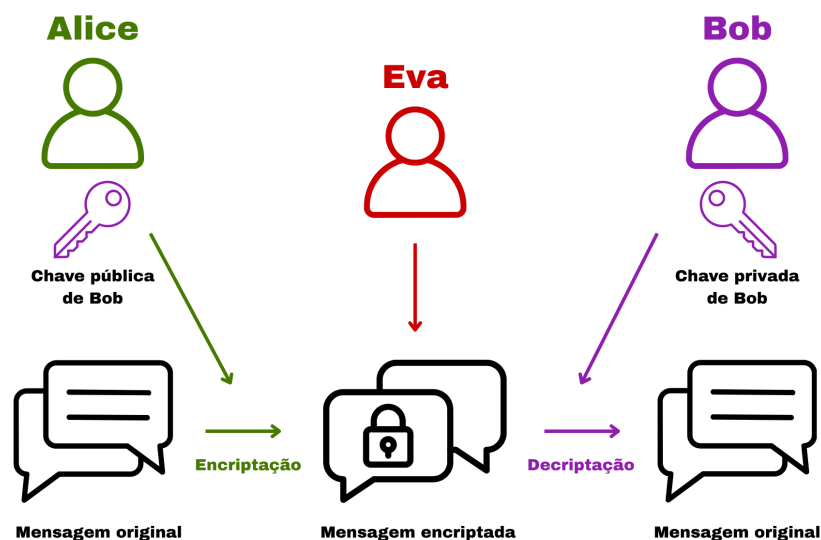 Alice
Bob
Eva
Chave pública
de Bob
Chave privada
de Bob
Encriptação
Decriptação
Mensagem original
Mensagem encriptada
Mensagem original